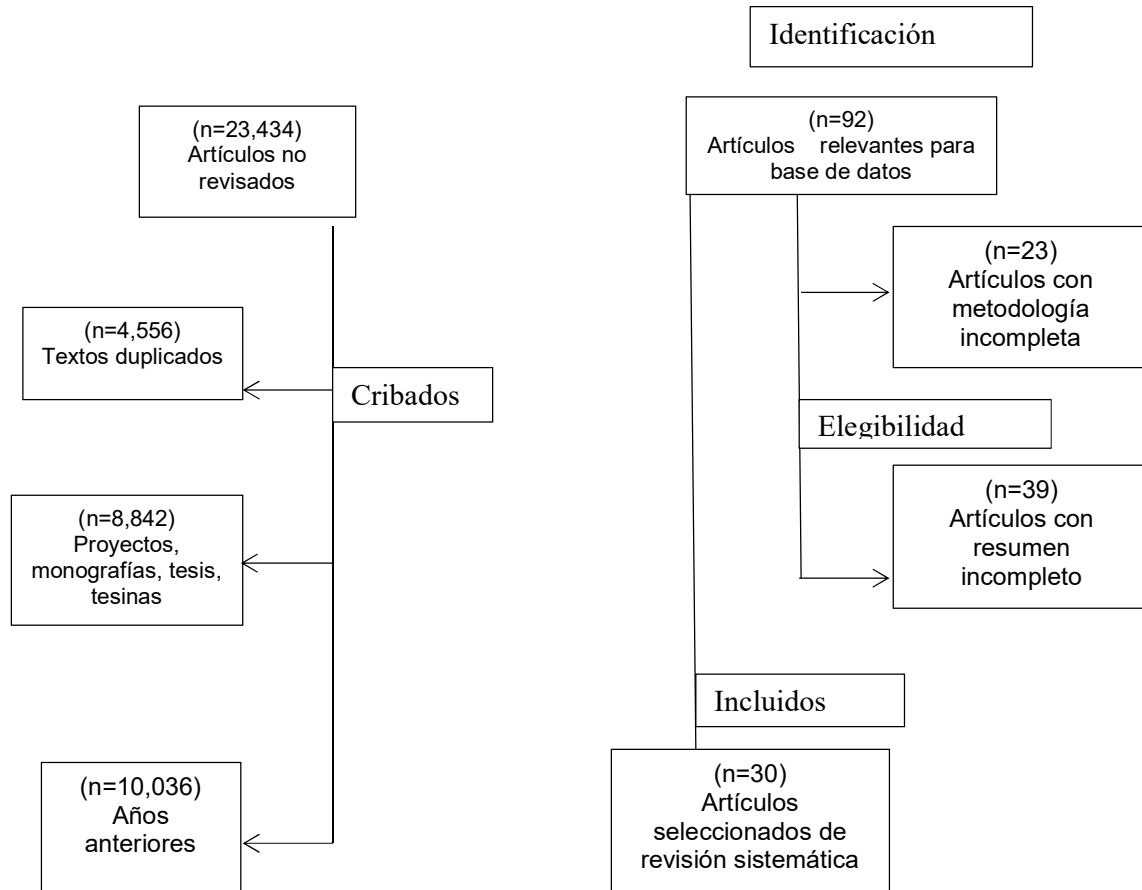 Identificación
(n=23,434)
Artículos no
revisados
(n=92)
Artículos relevantes para
base de datos
(n=23)
Artículos con
metodología
incompleta
(n=4,556)
Textos duplicados
Cribados
Elegibilidad
(n=39)
Artículos con
resumen
incompleto
(n=8,842)
Proyectos,
monografías, tesis,
tesinas
Incluidos
(n=10,036)
Años
anteriores
(n=30)
Artículos
seleccionados de
revisión sistemática